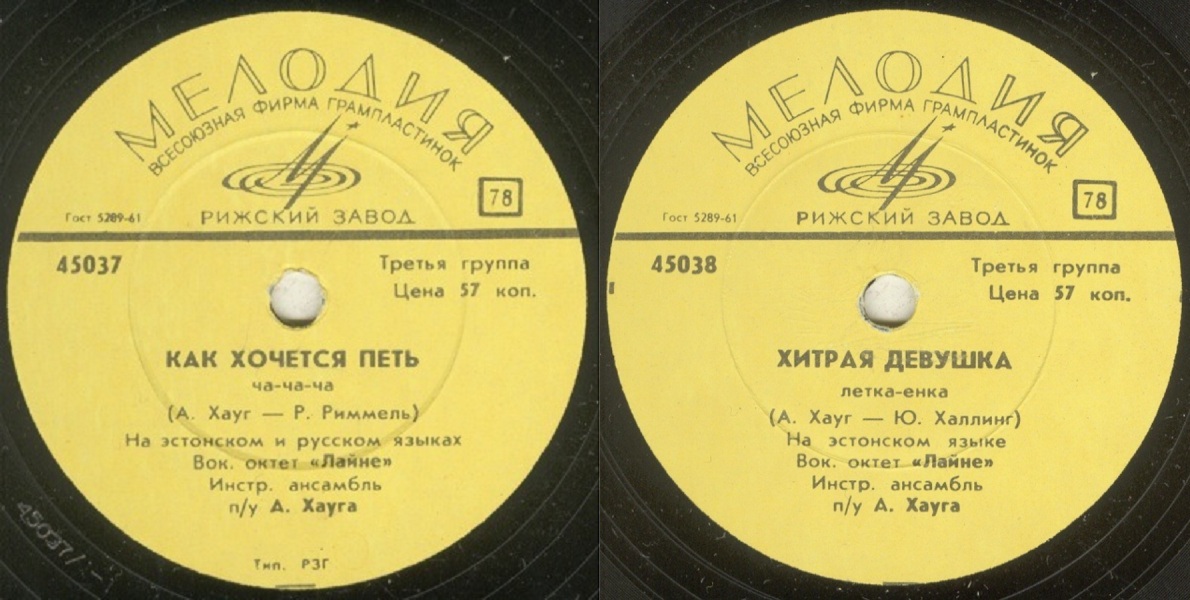 МЕЛОДИЯ
ВСЕСОЮЗНАЯ ФИРМА ГРАМПЛАСТИНОК
РИЖСКИЙ ЗАВОД
Гост 5289-61
78
45037
Третья группа
Цена 57 коп.
КАК ХОЧЕТСЯ ПЕТЬ
ча-ча-ча
(А. Хауг — Р. Риммель)
На эстонском и русском языках
Вок. октет «Лайне»
Инстр. ансамбль
п/у А. Хауга
Тип. РЗГ
45037/
МЕЛОДИЯ
ВСЕСОЮЗНАЯ ФИРМА ГРАМПЛАСТИНОК
РИЖСКИЙ ЗАВОД
Гост 5289-61
78
45038
Третья группа
Цена 57 коп.
ХИТРАЯ ДЕВУШКА
летка-енка
(А. Хауг — Ю. Халлинг)
На эстонском языке
Вок. октет «Лайне»
Инстр. ансамбль
п/у А. Хауга